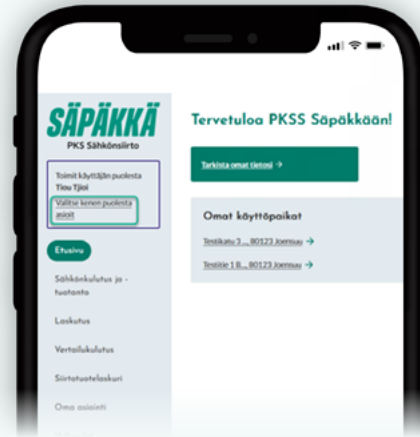 SÄPÄKKÄ
PKS Sähkönsiirto
Toimit käyttäjän puolesta
Tiou Tjioi
Valitse kenen puolesta
asioit
Etusivu
Sähkönkulutus ja -
tuotanto
Laskutus
Vertailukulutus
Siirtotuotelaskuri
Oma asiointi
Tervetuloa PKSS Säpäkkään!
Tarkista omat tietosi →
Omat käyttöpaikat
Testikatu 3 ..., 80123 Joensuu →
Testitie 1 B..., 80123 Joensuu →